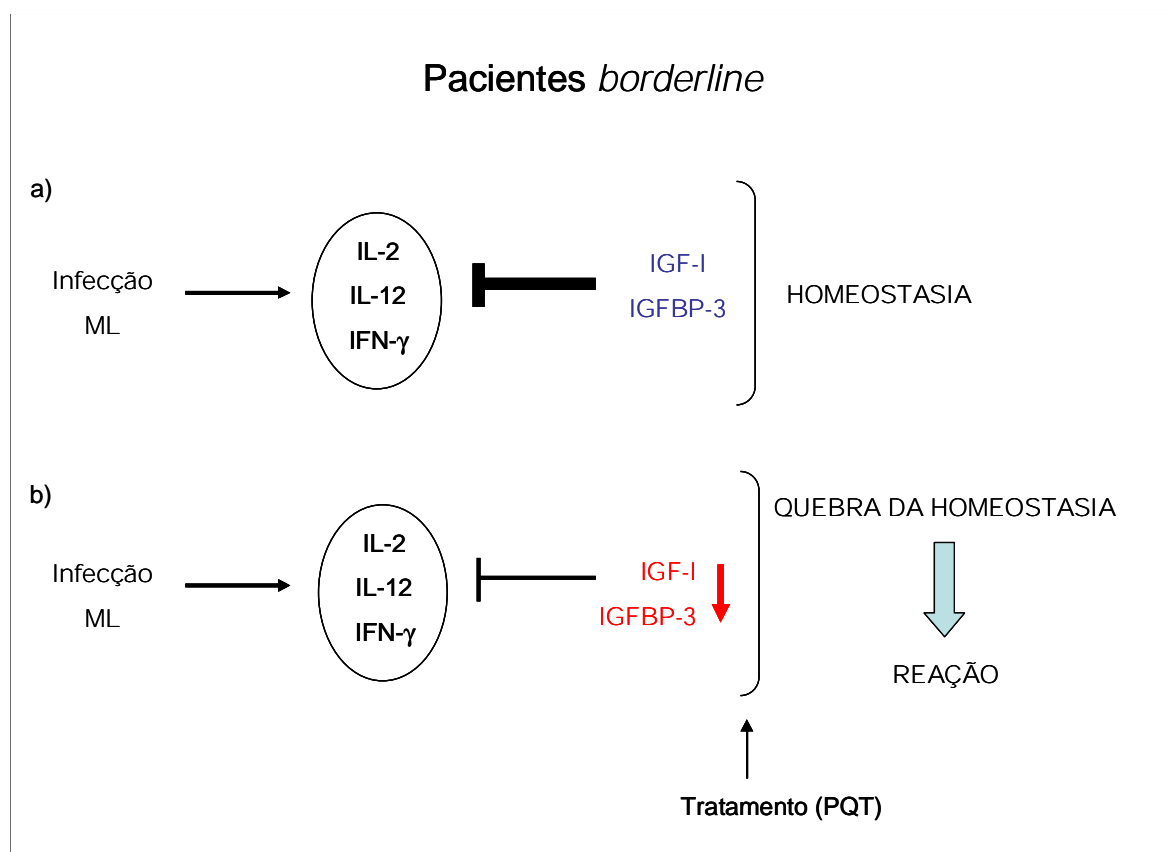 Pacientes borderline
a)
Infecção
ML
IL-2
IL-12
IFN-γ
IGF-I
IGFBP-3
HOMEOSTASIA
b)
Infecção
ML
IL-2
IL-12
IFN-γ
IGF-I
IGFBP-3
QUEBRA DA HOMEOSTASIA
REAÇÃO
Tratamento (PQT)